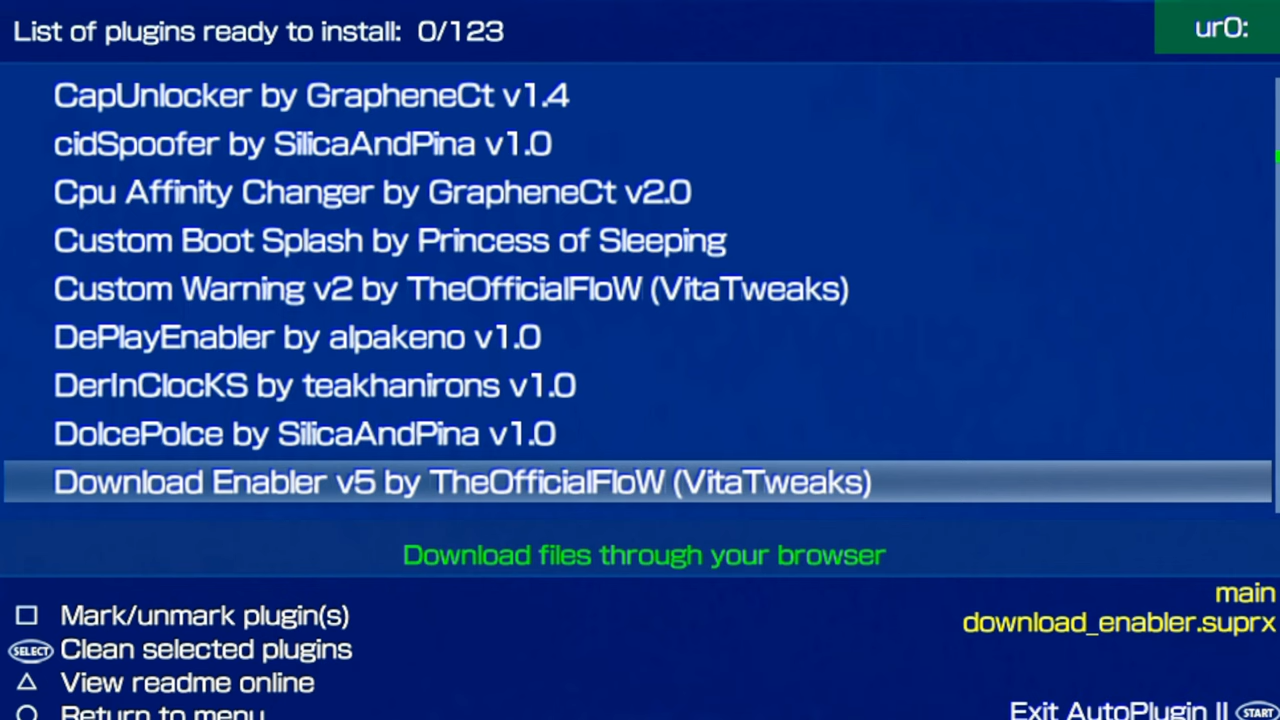 List of plugins ready to install: 0/123
ur0:
CapUnlocker by GrapheneCt v1.4
cidSpoofer by SilicaAndPina v1.0
Cpu Affinity Changer by GrapheneCt v2.0
Custom Boot Splash by Princess of Sleeping
Custom Warning v2 by TheOfficialFloW (VitaTweaks)
DePlayEnabler by alpakeno v1.0
DerInClocKS by teakhanirons v1.0
DolcePolce by SilicaAndPina v1.0
Download Enabler v5 by TheOfficialFloW (VitaTweaks)
Download files through your browser
main
Mark/unmark plugin(s)
download_enabler.suprx
SELECT Clean selected plugins
View readme online
Return to menu
Exit AutoPlugin II START